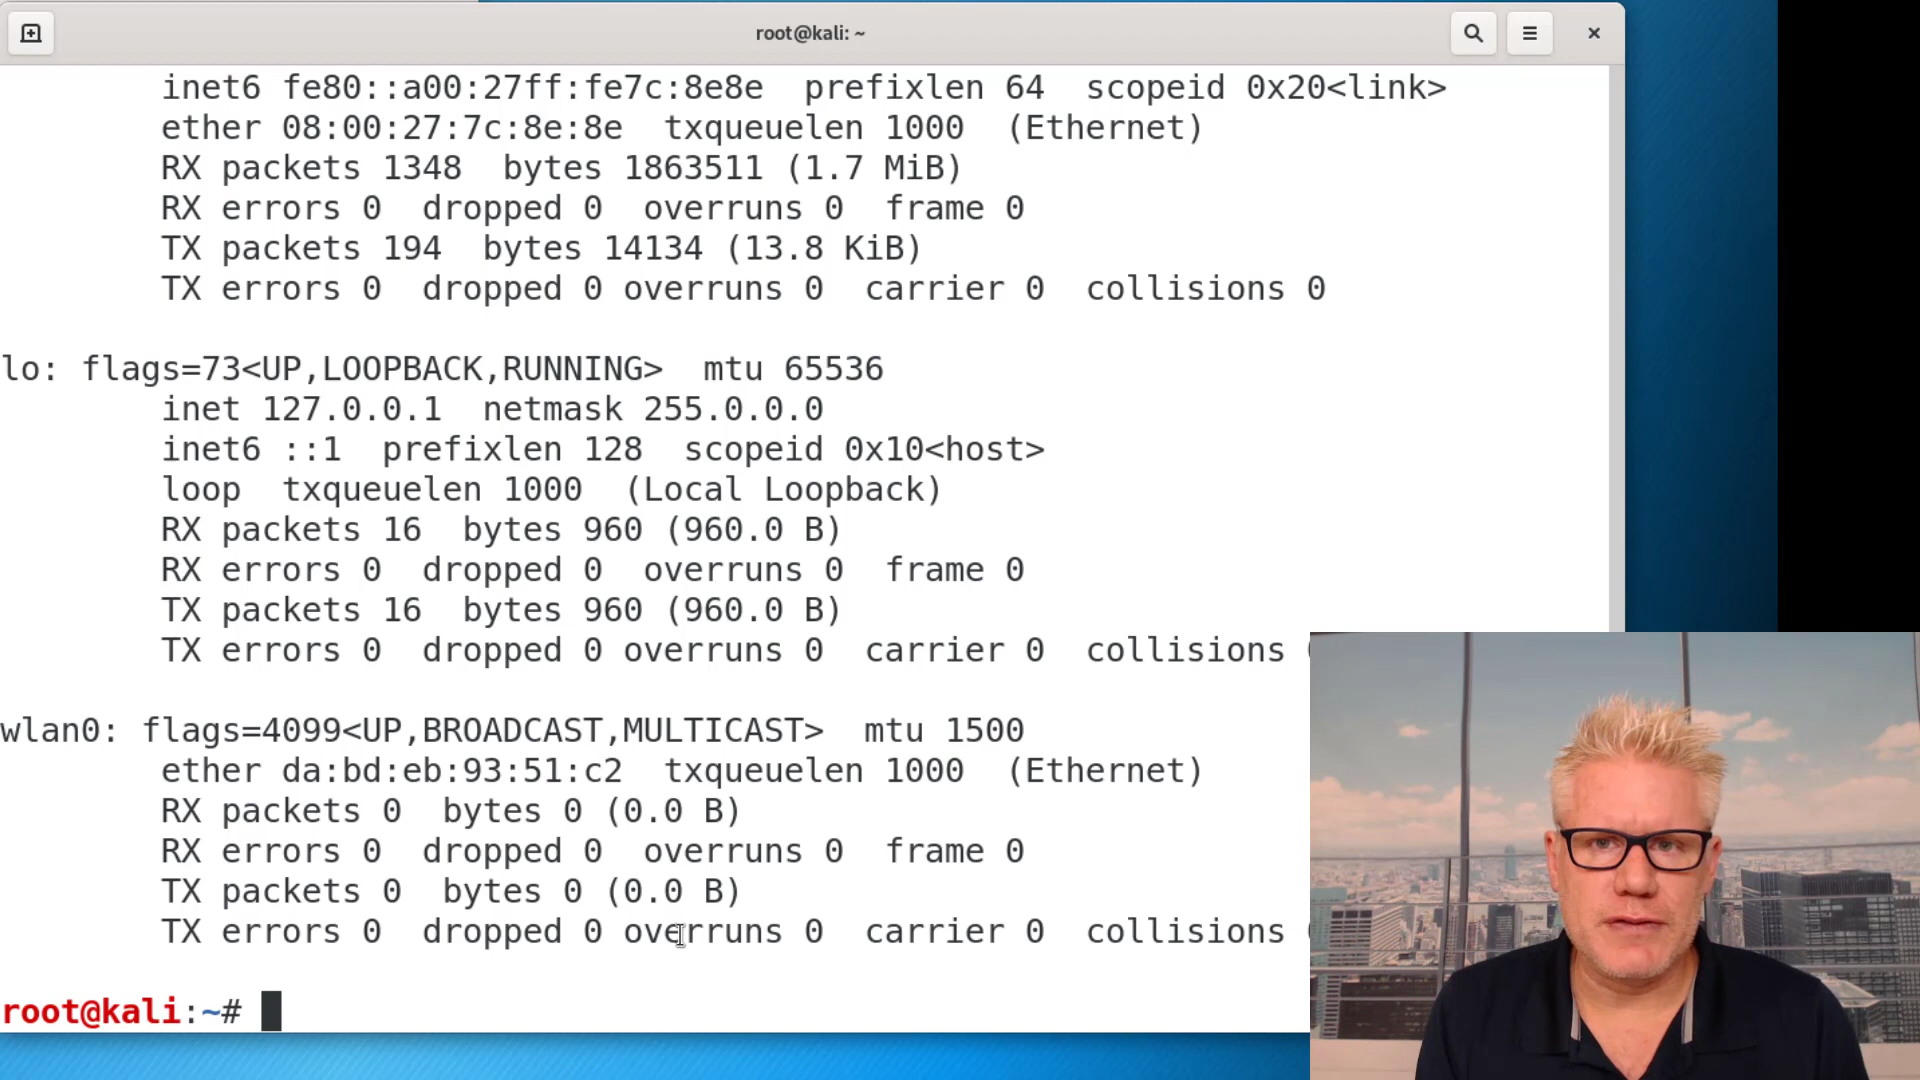 root@kali: ~
inet6 fe80::a00:27ff:fe7c:8e8e  prefixlen 64  scopeid 0x20<link>
ether 08:00:27:7c:8e:8e  txqueuelen 1000  (Ethernet)
RX packets 1348  bytes 1863511 (1.7 MiB)
RX errors 0  dropped 0  overruns 0  frame 0
TX packets 194  bytes 14134 (13.8 KiB)
TX errors 0  dropped 0 overruns 0  carrier 0  collisions 0
lo: flags=73<UP,LOOPBACK,RUNNING>  mtu 65536
inet 127.0.0.1  netmask 255.0.0.0
inet6 ::1  prefixlen 128  scopeid 0x10<host>
loop  txqueuelen 1000  (Local Loopback)
RX packets 16  bytes 960 (960.0 B)
RX errors 0  dropped 0  overruns 0  frame 0
TX packets 16  bytes 960 (960.0 B)
TX errors 0  dropped 0 overruns 0  carrier 0  collisions
wlan0: flags=4099<UP,BROADCAST,MULTICAST>  mtu 1500
ether da:bd:eb:93:51:c2  txqueuelen 1000  (Ethernet)
RX packets 0  bytes 0 (0.0 B)
RX errors 0  dropped 0  overruns 0  frame 0
TX packets 0  bytes 0 (0.0 B)
TX errors 0  dropped 0 overruns 0  carrier 0  collisions
root@kali:~#